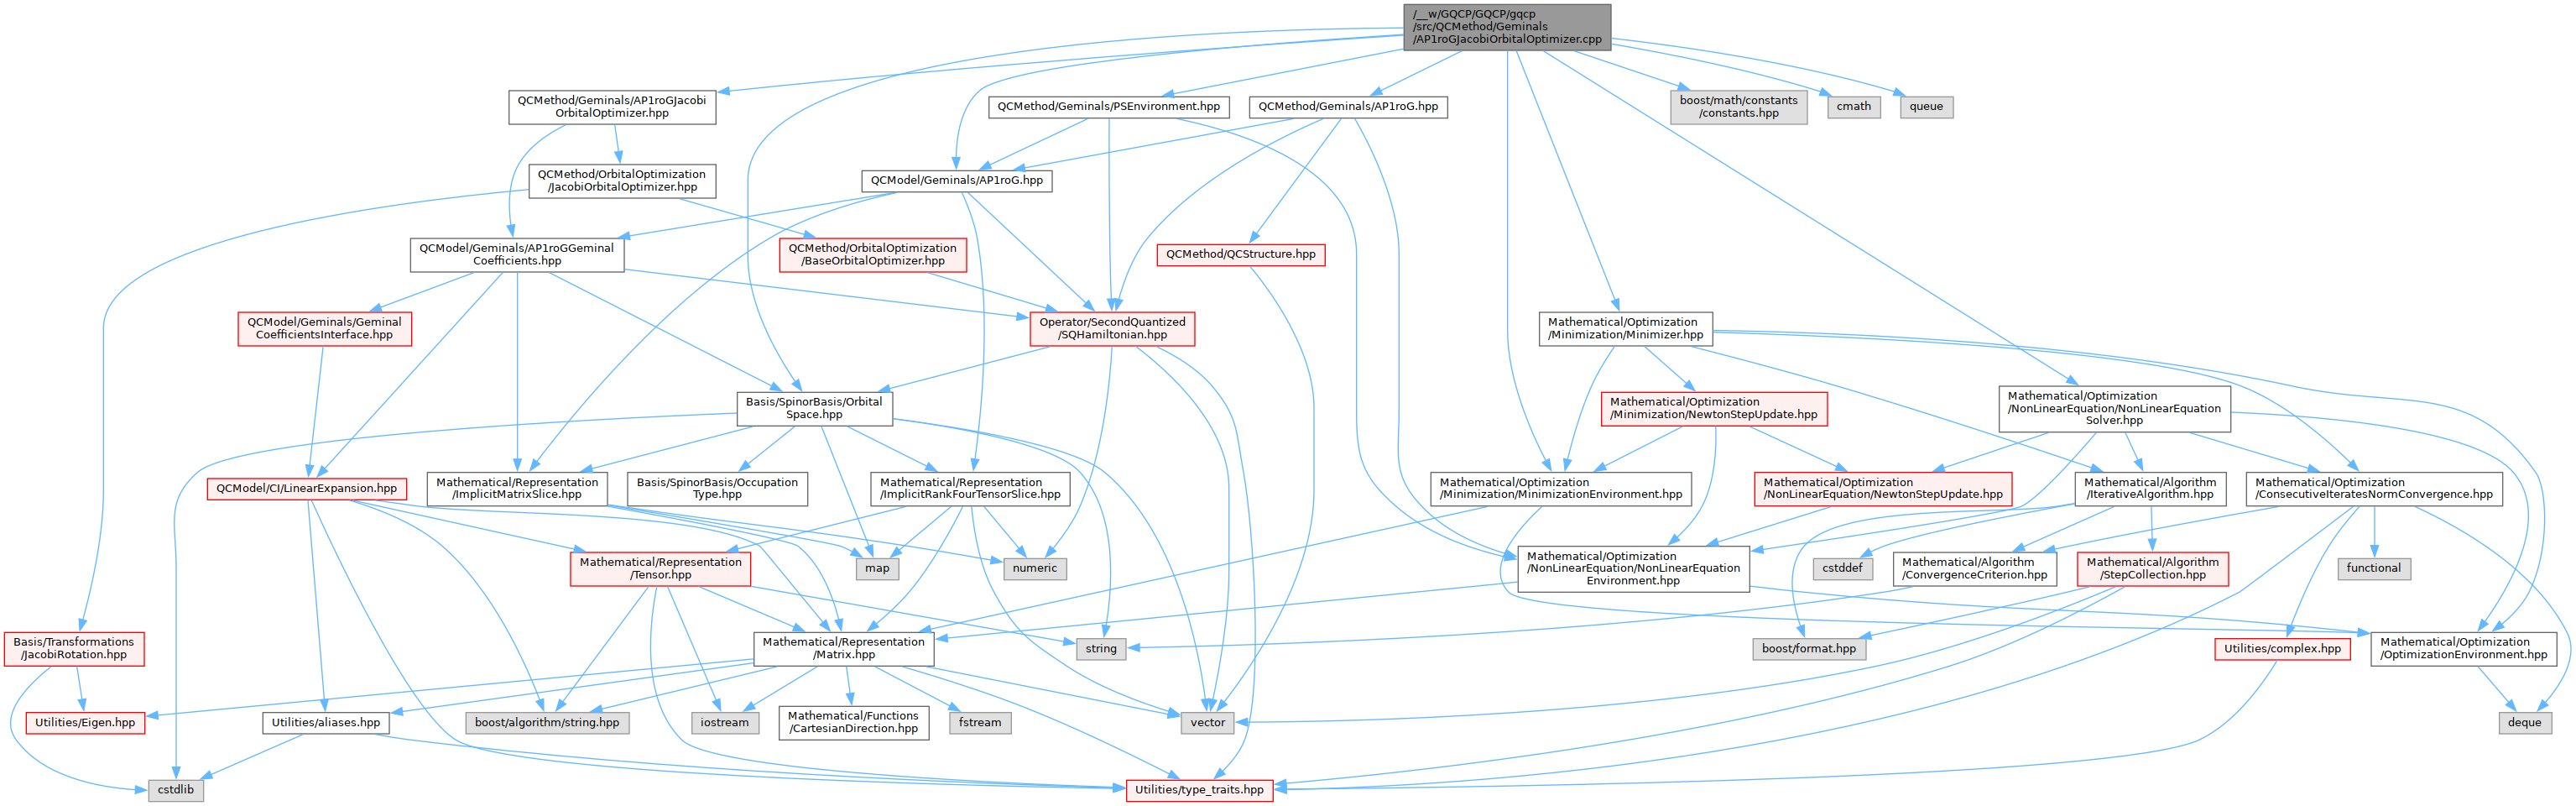 /__w/GQCP/GQCP/gqcp
/src/QCMethod/Geminals
/AP1roGJacobiOrbitalOptimizer.cpp
QCMethod/Geminals/AP1roGJacobi
OrbitalOptimizer.hpp
QCMethod/Geminals/PSEnvironment.hpp
QCMethod/Geminals/AP1roG.hpp
boost/math/constants
/constants.hpp
cmath
queue
QCMethod/OrbitalOptimization
/JacobiOrbitalOptimizer.hpp
QCModel/Geminals/AP1roG.hpp
QCModel/Geminals/AP1roGGeminal
Coefficients.hpp
QCMethod/OrbitalOptimization
/BaseOrbitalOptimizer.hpp
QCMethod/QCStructure.hpp
QCModel/Geminals/Geminal
CoefficientsInterface.hpp
Operator/SecondQuantized
/SQHamiltonian.hpp
Mathematical/Optimization
/Minimization/Minimizer.hpp
Basis/SpinorBasis/Orbital
Space.hpp
Mathematical/Optimization
/Minimization/NewtonStepUpdate.hpp
Mathematical/Optimization
/NonLinearEquation/NonLinearEquation
Solver.hpp
QCModel/CI/LinearExpansion.hpp
Mathematical/Representation
/ImplicitMatrixSlice.hpp
Basis/SpinorBasis/Occupation
Type.hpp
Mathematical/Representation
/ImplicitRankFourTensorSlice.hpp
Mathematical/Optimization
/Minimization/MinimizationEnvironment.hpp
Mathematical/Optimization
/NonLinearEquation/NewtonStepUpdate.hpp
Mathematical/Algorithm
/IterativeAlgorithm.hpp
Mathematical/Optimization
/ConsecutiveIteratesNormConvergence.hpp
Mathematical/Representation
/Tensor.hpp
map
numeric
Mathematical/Optimization
/NonLinearEquation/NonLinearEquation
Environment.hpp
cstddef
Mathematical/Algorithm
/ConvergenceCriterion.hpp
Mathematical/Algorithm
/StepCollection.hpp
functional
Basis/Transformations
/JacobiRotation.hpp
Mathematical/Representation
/Matrix.hpp
string
boost/format.hpp
Utilities/complex.hpp
Mathematical/Optimization
/OptimizationEnvironment.hpp
Utilities/Eigen.hpp
Utilities/aliases.hpp
boost/algorithm/string.hpp
iostream
Mathematical/Functions
/CartesianDirection.hpp
fstream
vector
deque
cstdlib
Utilities/type_traits.hpp